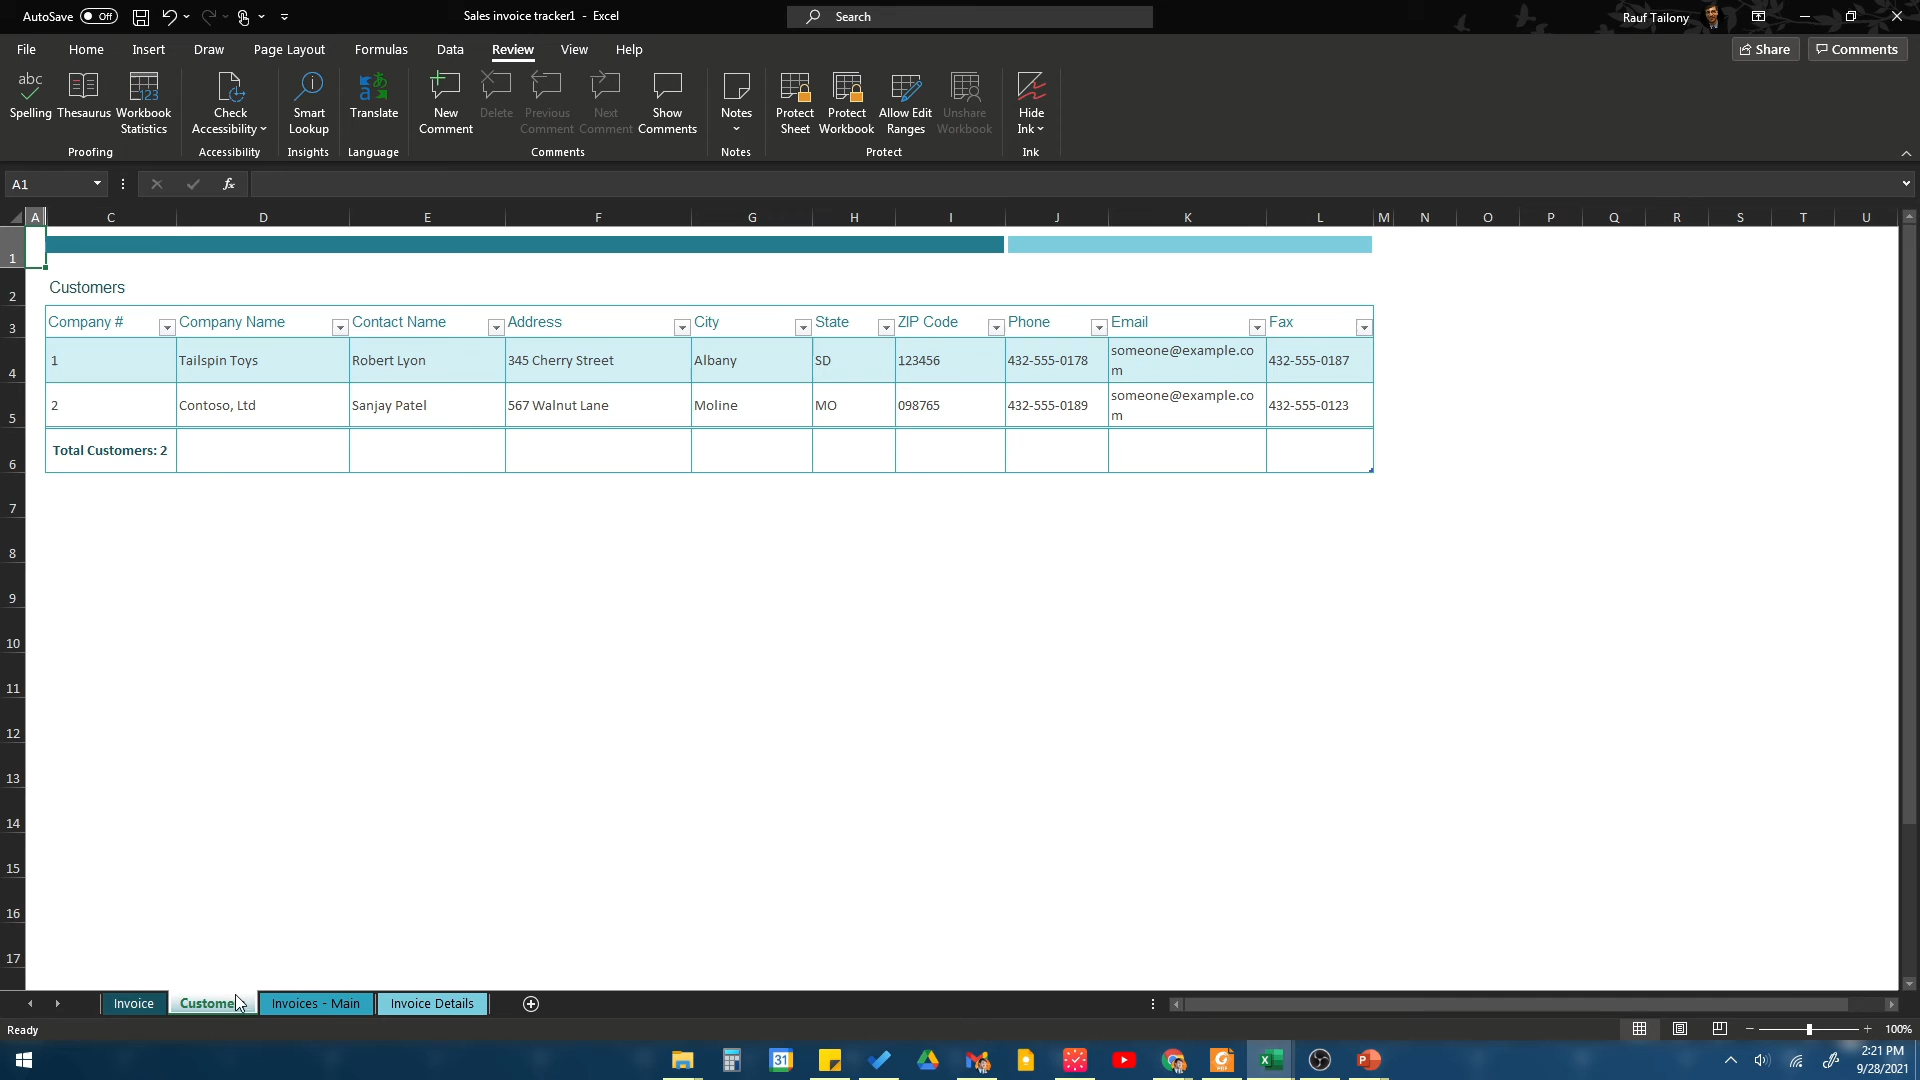 AutoSave Off Sales invoice tracker1 - Excel Search Rauf Tailony
File Home Insert Draw Page Layout Formulas Data Review View Help Share Comments
abc
Spelling Thesaurus Workbook Statistics Check Accessibility Smart Lookup Translate New Comment Delete Previous Comment Next Comment Show Comments Notes Protect Sheet Protect Workbook Allow Edit Ranges Unshare Workbook Hide Ink
Proofing Accessibility Insights Language Comments Notes Protect Ink
A1 fx
A C D E F G H I J K L M N O P Q R S T U
1
2 Customers
3 Company # Company Name Contact Name Address City State ZIP Code Phone Email Fax
4 1 Tailspin Toys Robert Lyon 345 Cherry Street Albany SD 123456 432-555-0178 someone@example.com 432-555-0187
5 2 Contoso, Ltd Sanjay Patel 567 Walnut Lane Moline MO 098765 432-555-0189 someone@example.com 432-555-0123
6 Total Customers: 2
7
8
9
10
11
12
13
14
15
16
17
Invoice Custome Invoices - Main Invoice Details
Ready 100%
31 2:21 PM
9/28/2021